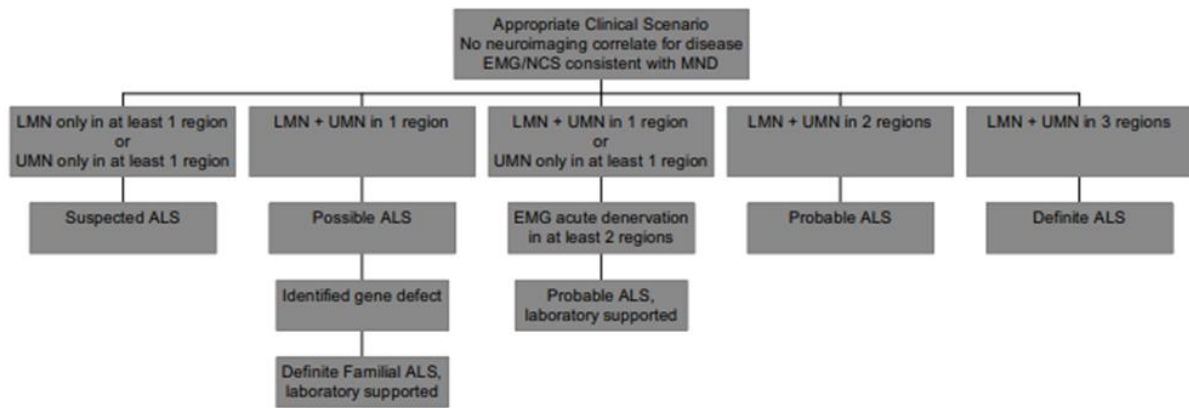 Appropriate Clinical Scenario
No neuroimaging correlate for disease
EMG/NCS consistent with MND
LMN only in at least 1 region
or
UMN only in at least 1 region
LMN + UMN in 1 region
LMN + UMN in 1 region
or
UMN only in at least 1 region
LMN + UMN in 2 regions
LMN + UMN in 3 regions
Suspected ALS
Possible ALS
EMG acute denervation
in at least 2 regions
Probable ALS
Definite ALS
Identified gene defect
Probable ALS,
laboratory supported
Definite Familial ALS,
laboratory supported